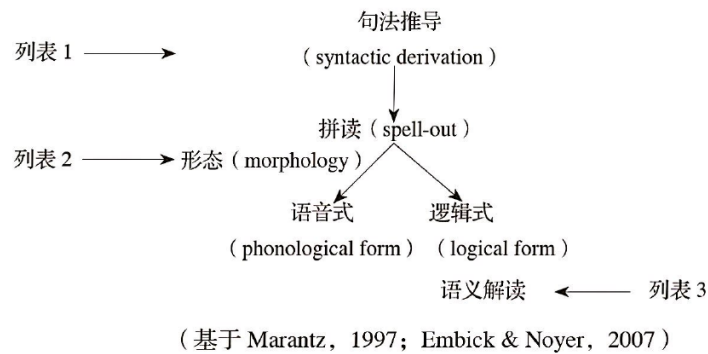 句法推导
列表 1
（syntactic derivation）
拼读（spell-out）
列表 2
形态（morphology）
语音式
逻辑式
（phonological form）
（logical form）
语义解读
列表 3
（基于 Marantz，1997；Embick & Noyer，2007）